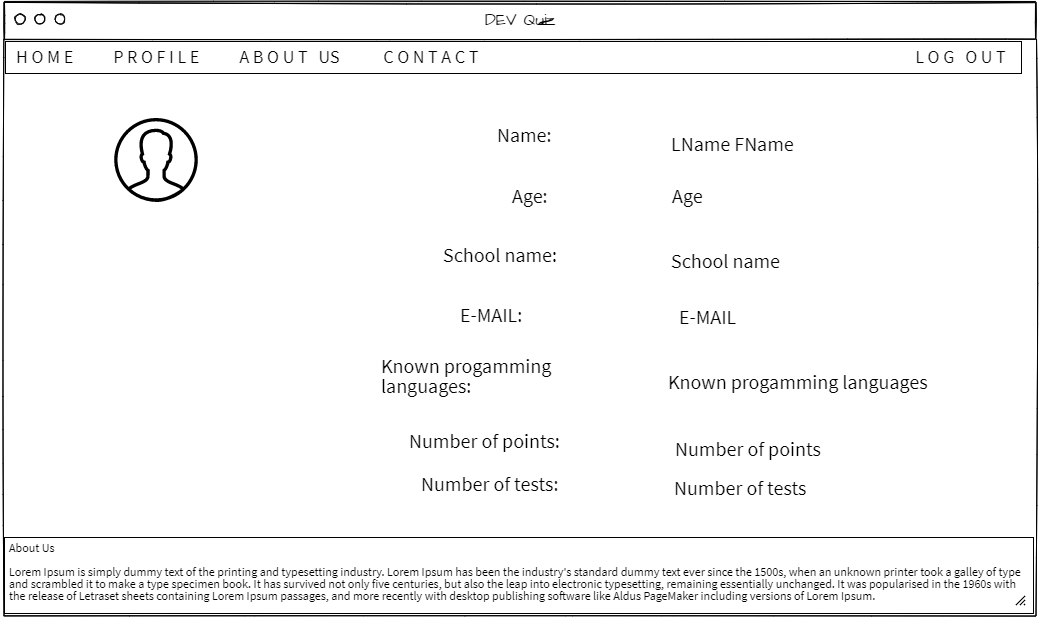 DEV Quiz
HOME PROFILE ABOUT US CONTACT LOG OUT
Name: LName FName
Age: Age
School name: School name
E-MAIL: E-MAIL
Known progamming
languages: Known progamming languages
Number of points: Number of points
Number of tests: Number of tests
About Us
Lorem Ipsum is simply dummy text of the printing and typesetting industry. Lorem Ipsum has been the industry's standard dummy text ever since the 1500s, when an unknown printer took a galley of type
and scrambled it to make a type specimen book. It has survived not only five centuries, but also the leap into electronic typesetting, remaining essentially unchanged. It was popularised in the 1960s with
the release of Letraset sheets containing Lorem Ipsum passages, and more recently with desktop publishing software like Aldus PageMaker including versions of Lorem Ipsum.